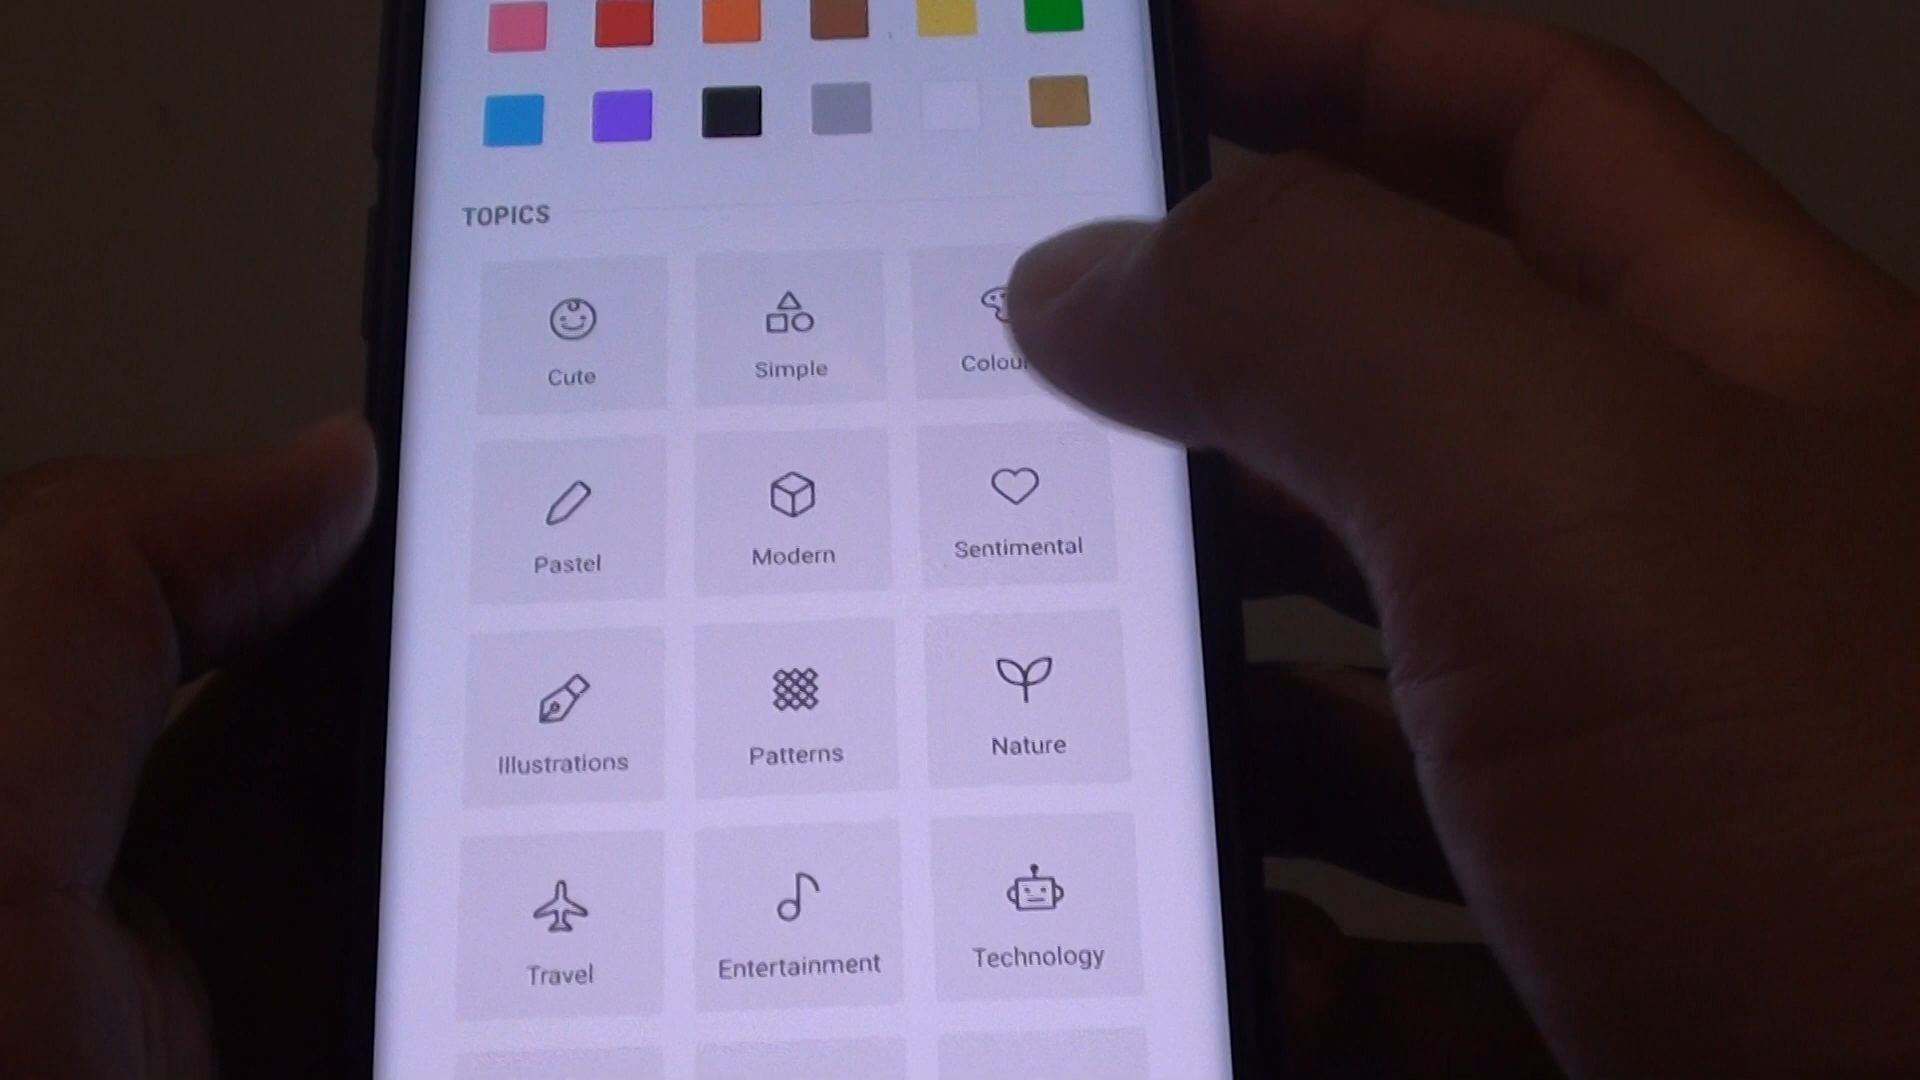 TOPICS
Cute
Simple
Pastel
Modern
Sentimental
Illustrations
Patterns
Nature
Travel
Entertainment
Technology